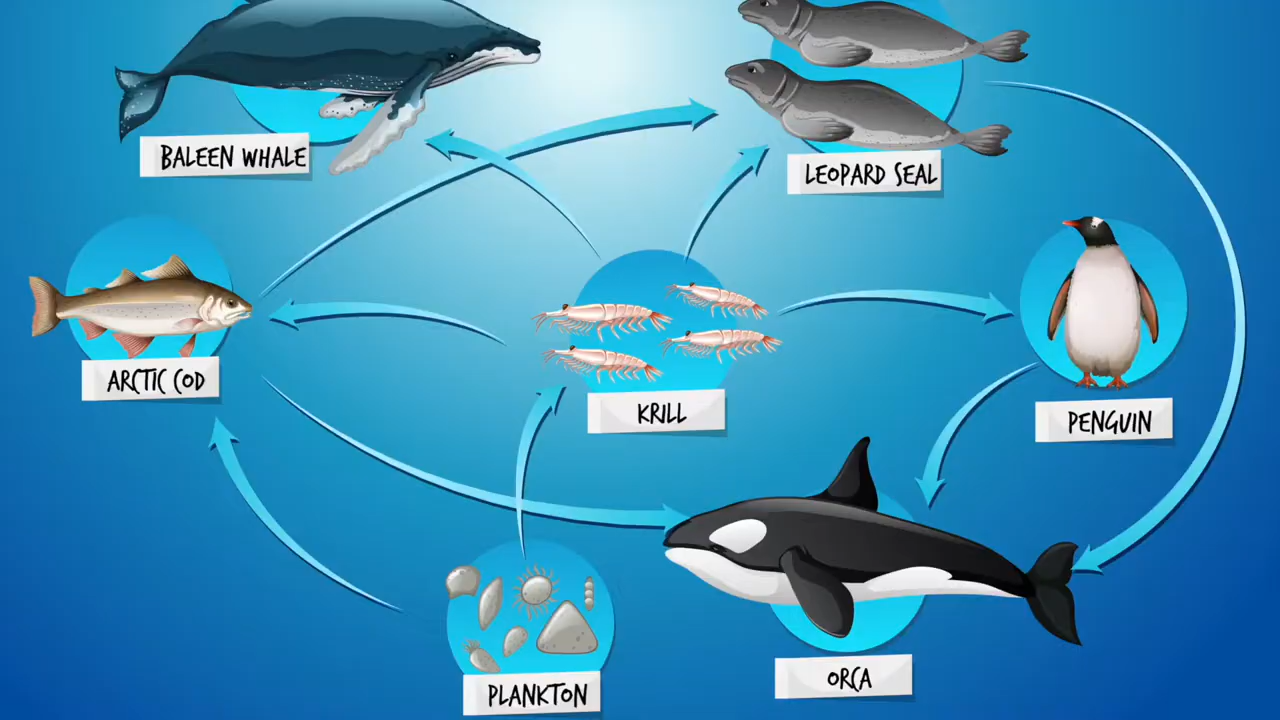 BALEEN WHALE
LEOPARD SEAL
ARCTIC COD
KRILL
PENGUIN
ORCA
PLANKTON